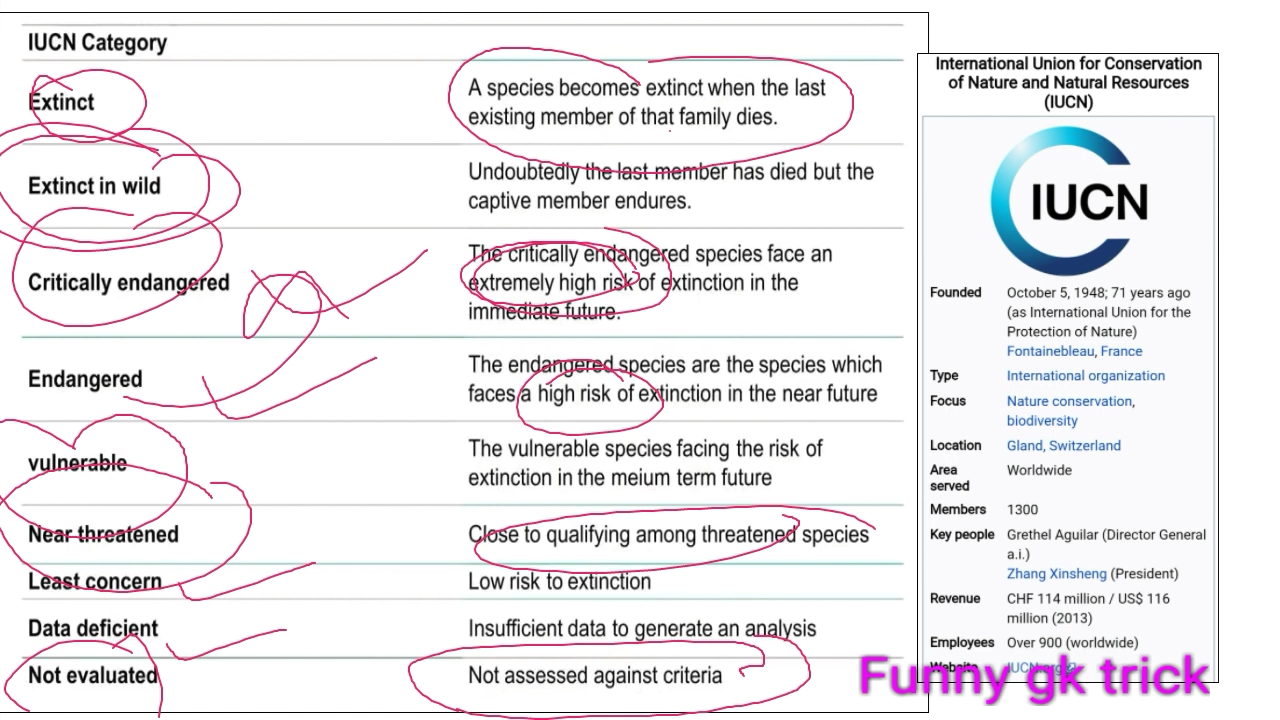 IUCN Category
Extinct
A species becomes extinct when the last
existing member of that family dies.
Extinct in wild
Undoubtedly the last member has died but the
captive member endures.
Critically endangered
The critically endangered species face an
extremely high risk of extinction in the
immediate future.
Endangered
The endangered species are the species which
faces a high risk of extinction in the near future
vulnerable
The vulnerable species facing the risk of
extinction in the meium term future
Near threatened
Close to qualifying among threatened species
Least concern
Low risk to extinction
Data deficient
Insufficient data to generate an analysis
Not evaluated
Not assessed against criteria
International Union for Conservation
of Nature and Natural Resources
(IUCN)
IUCN
Founded
October 5, 1948; 71 years ago
(as International Union for the
Protection of Nature)
Fontainebleau, France
Type
International organization
Focus
Nature conservation,
biodiversity
Location
Gland, Switzerland
Area
served
Worldwide
Members
1300
Key people
Grethel Aguilar (Director General
a.i.)
Zhang Xinsheng (President)
Revenue
CHF 114 million / US$ 116
million (2013)
Employees
Over 900 (worldwide)
Website
IUCN.org
Funny gk trick